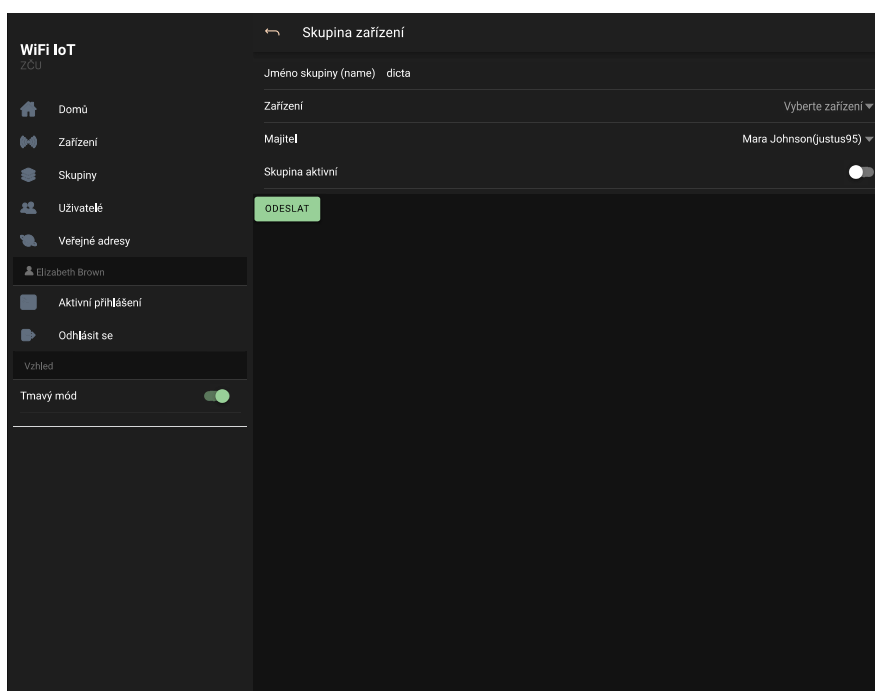 WiFi IoT
ZČU
Domů
Zařízení
Skupiny
Uživatelé
Veřejné adresy
Elizabeth Brown
Aktivní přihlášení
Odhlásit se
Vzhled
Tmavý mód
Skupina zařízení
Jméno skupiny (name) dicta
Zařízení Vyberte zařízení
Majitel Mara Johnson(justus95)
Skupina aktivní
ODESLAT